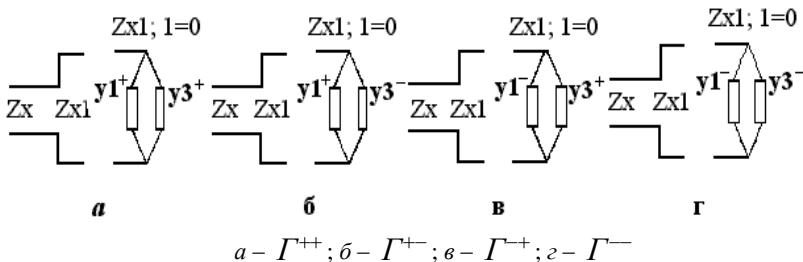 Zx1; 1=0 Zx1; 1=0 Zx1; 1=0 Zx1; 1=0
Zx Zx1 y1⁺ y3⁺ Zx Zx1 y1⁺ y3⁻ Zx Zx1 y1⁻ y3⁺ Zx Zx1 y1⁻ y3⁻
а б в г
а – Γ⁺⁺; б – Γ⁺⁻; в – Γ⁻⁺; г – Γ⁻⁻